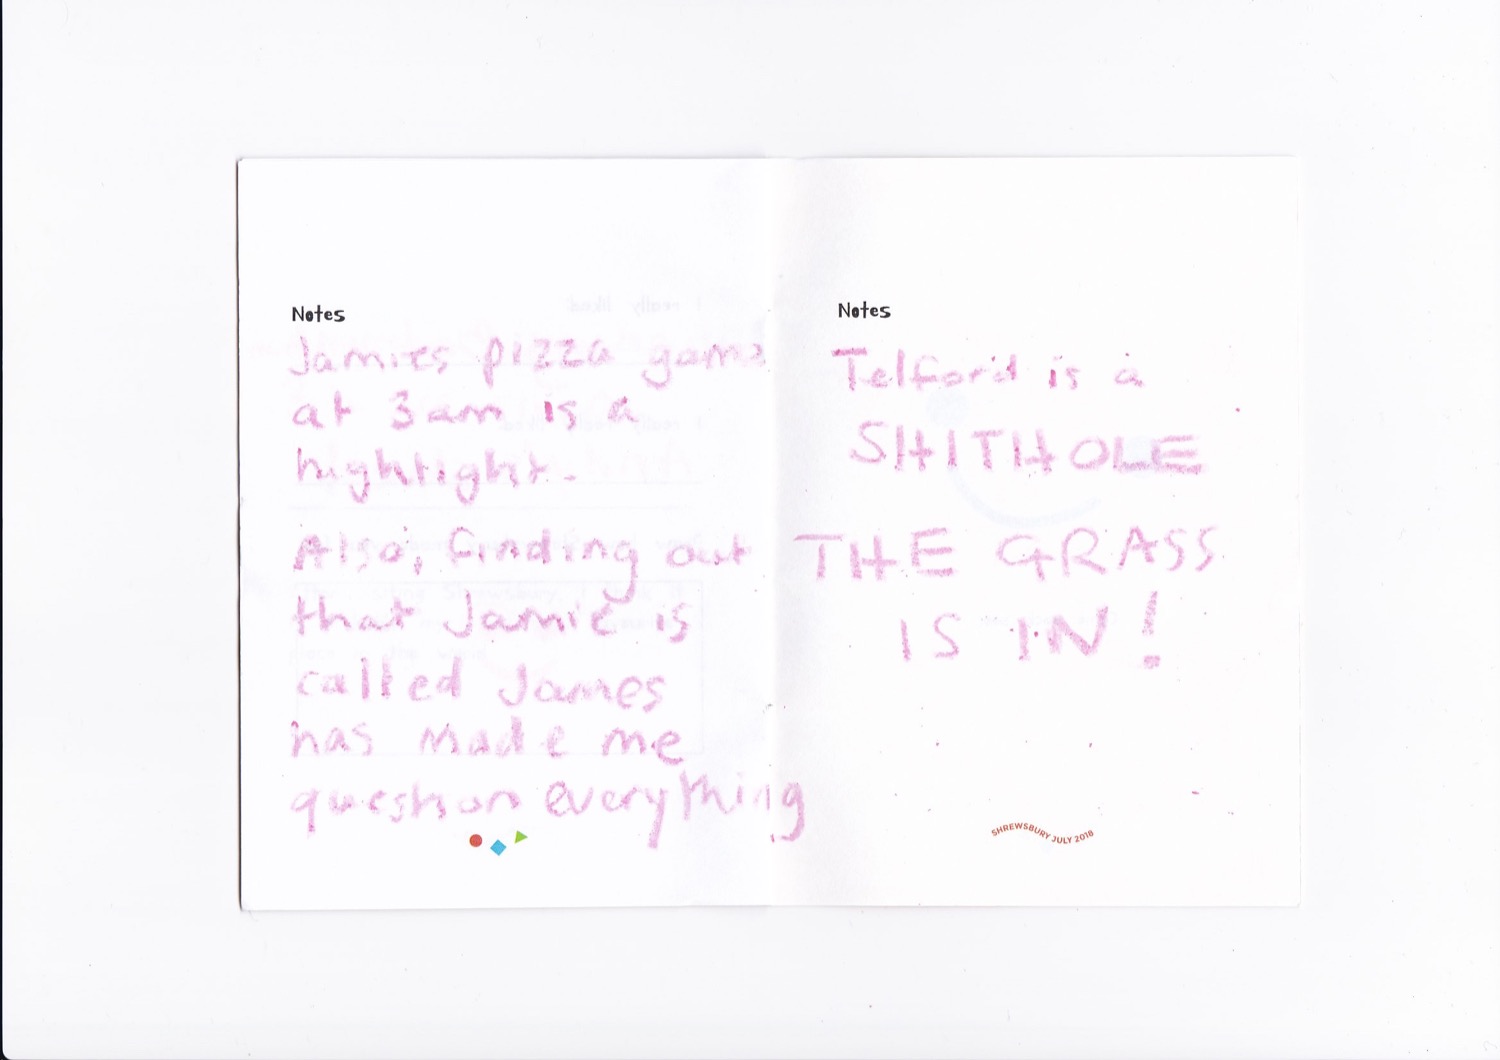 Notes
Jamies pizza game
at 3am is a
highlight.
Also, finding out
that Jamie is
called James
has made me
question everything
Notes
Telford is a
SHITHOLE
THE GRASS
IS IN!
SHREWSBURY JULY 2018